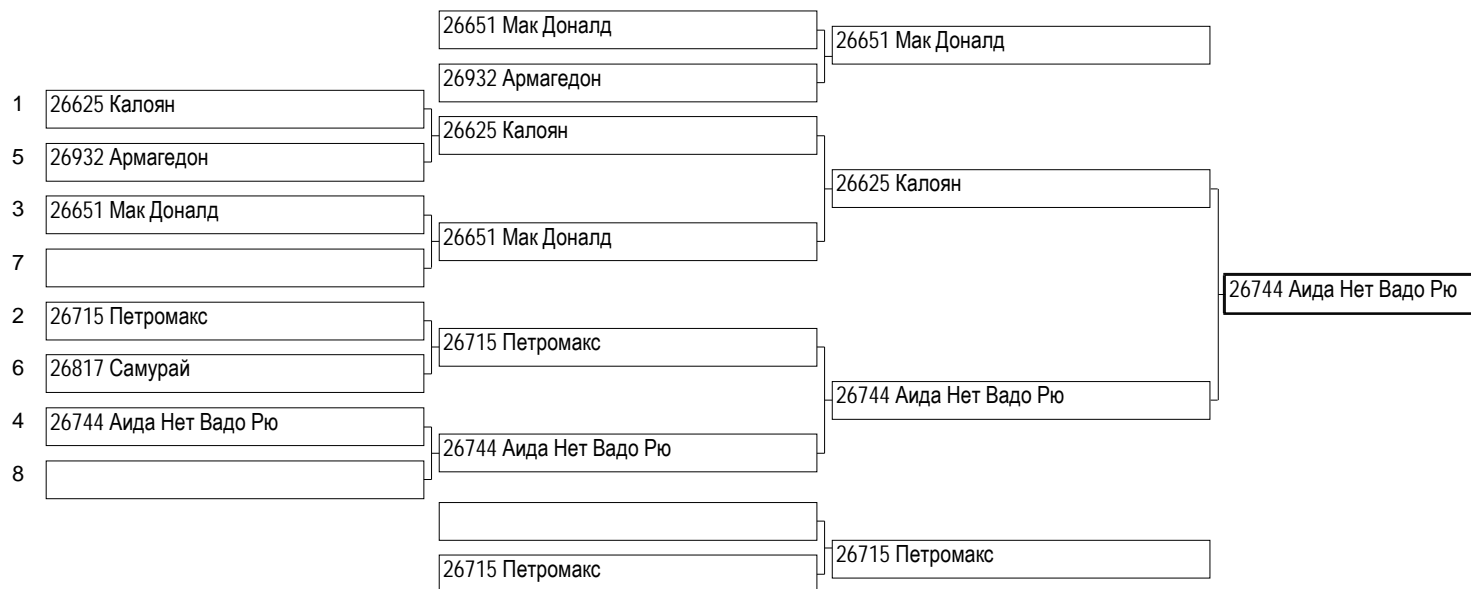 26651 Мак Доналд
26932 Армагедон
26651 Мак Доналд
1 26625 Калоян
5 26932 Армагедон
3 26651 Мак Доналд
7
2 26715 Петромакс
6 26817 Самурай
4 26744 Аида Нет Вадо Рю
8
26625 Калоян
26651 Мак Доналд
26715 Петромакс
26744 Аида Нет Вадо Рю
26625 Калоян
26744 Аида Нет Вадо Рю
26744 Аида Нет Вадо Рю
26715 Петромакс
26715 Петромакс